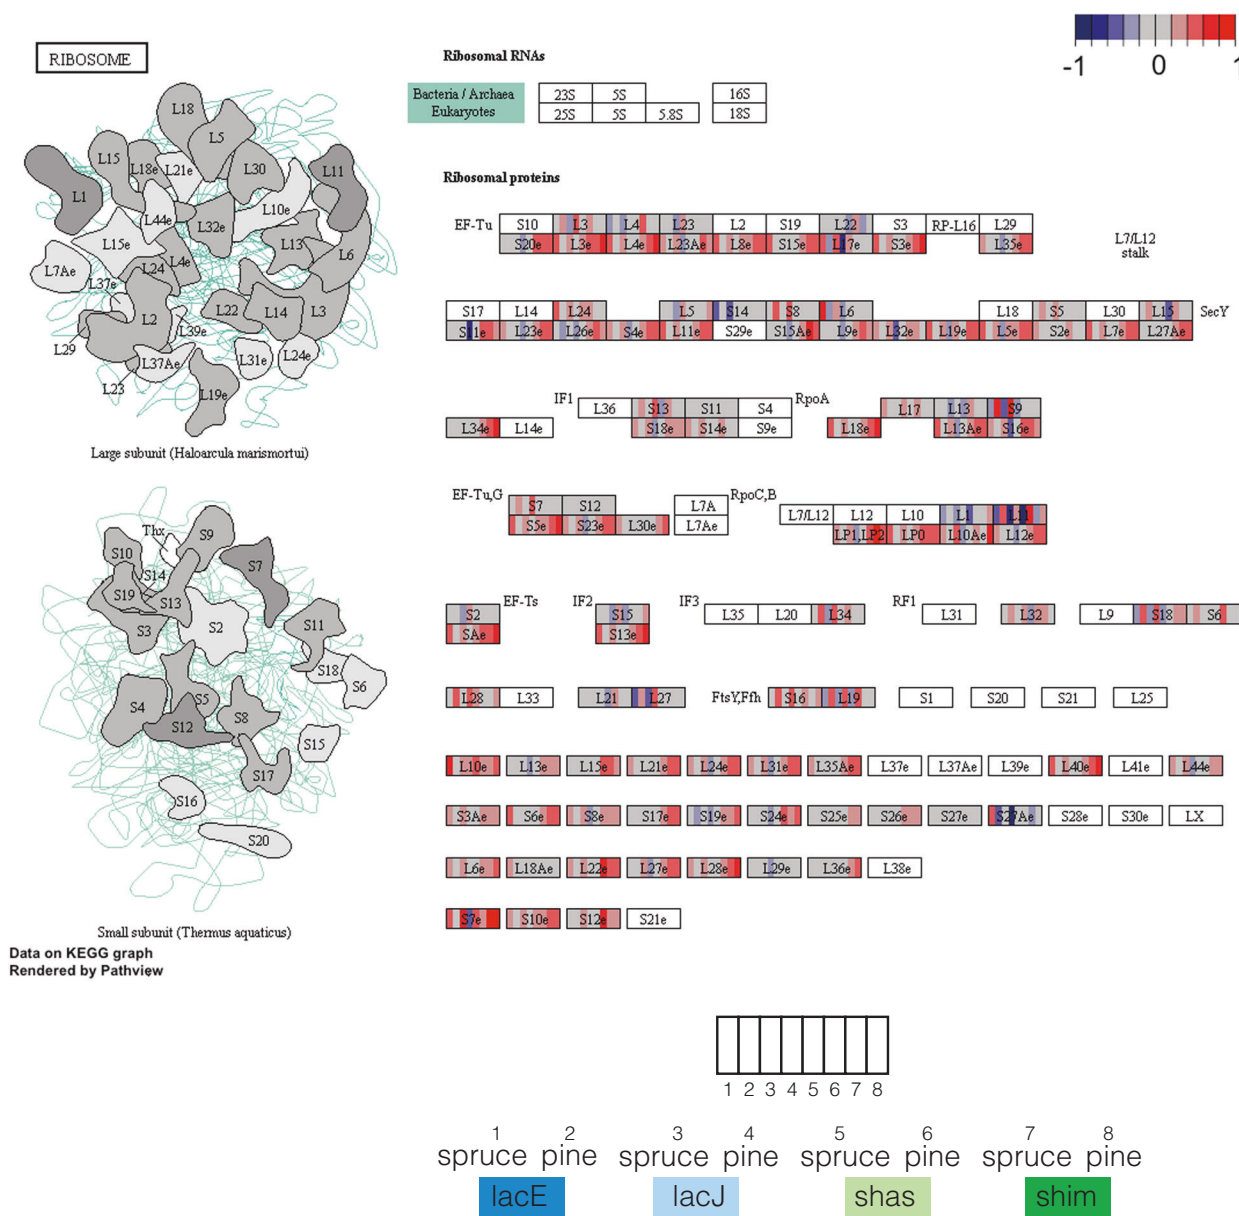 -1 0 1
RIBOSOME
Ribosomal RNAs
Bacteria / Archaea 23S 5S 16S
Eukaryotes 25S 5S 5.8S 18S
Ribosomal proteins
EF-Tu S10 L3 L4 L23 L2 S19 L22 S3 RP-L16 L29
S20e L3e L4e L23Ae L8e S15e L17e S3e L35e
L7/L12
stalk
S17 L14 L24 L5 S14 S8 L6 L18 S5 L30 L15 SecY
S11e L23e L26e S4e L11e S29e S15Ae L9e L32e L19e L5e S2e L7e L27Ae
IF1 L36 S13 S11 S4 RpoA L17 L13 S9
L34e L14e S18e S14e S9e L18e L13Ae S16e
EF-Tu,G S7 S12 L7A RpoC,B L7/L12 L12 L10 L1 L11
S5e S23e L30e L7Ae LP1,LP2 LP0 L10Ae L12e
S2 EF-Ts IF2 S15 IF3 L35 L20 L34 RF1 L31 L32 L9 S18 S6
SAe S13e
L28 L33 L21 L27 FtsY,Ffh S16 L19 S1 S20 S21 L25
L10e L13e L15e L21e L24e L31e L35Ae L37e L37Ae L39e L40e L41e L44e
S3Ae S6e S8e S17e S19e S24e S25e S26e S27e S27Ae S28e S30e LX
L6e L18Ae L22e L27e L28e L29e L36e L38e
S7e S10e S12e S21e
L18
L5
L15
L18e
L21e
L30
L11
L1
L44e
L10e
L32e
L15e
L13
L6
L7Ae
L24
L4e
L37e
L2
L22
L14
L3
L39e
L29
L37Ae
L31e
L24e
L23
L19e
Large subunit (Haloarcula marismortui)
Thx
S9
S10
S7
S14
S19
S13
S3
S2
S11
S18
S6
S4
S5
S12
S8
S15
S17
S16
S20
Small subunit (Thermus aquaticus)
Data on KEGG graph
Rendered by Pathview
1 2 3 4 5 6 7 8
1 2 3 4 5 6 7 8
spruce pine spruce pine spruce pine spruce pine
lacE lacJ shas shim